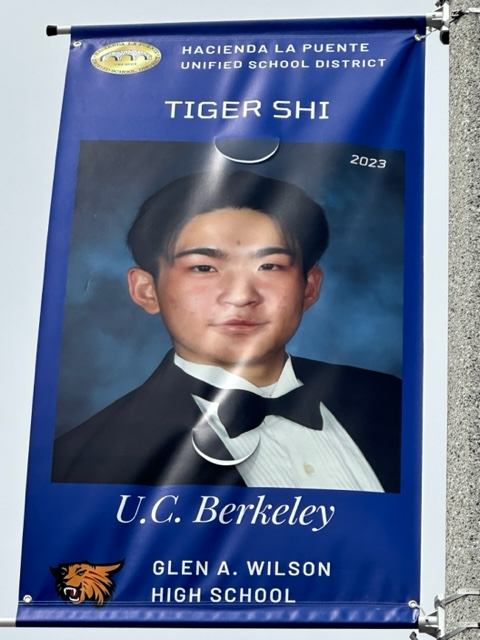 HACIENDA LA PUENTE
UNIFIED SCHOOL DISTRICT
TIGER SHI
2023
U.C. Berkeley
GLEN A. WILSON
HIGH SCHOOL